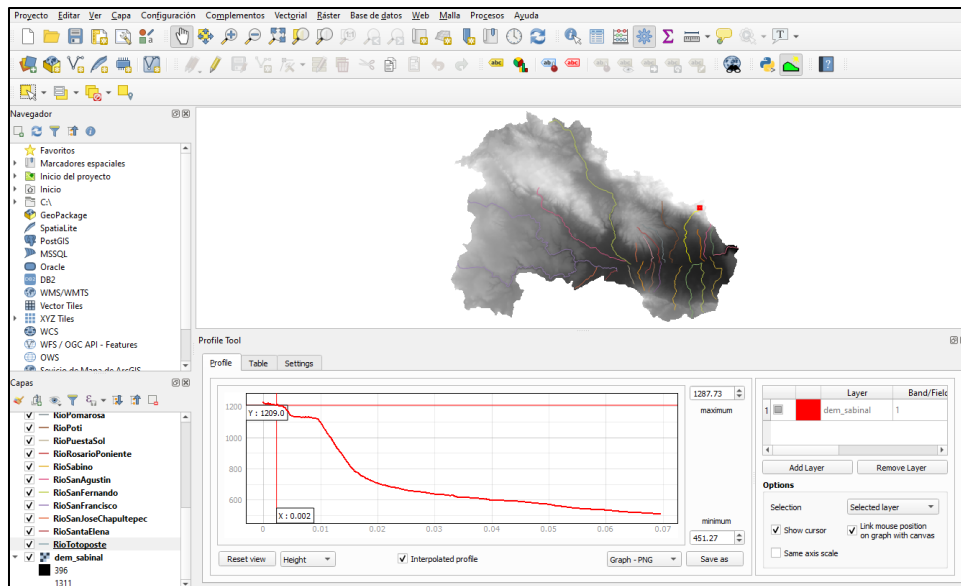 Proyecto Editar Ver Capa Configuración Complementos Vectorial Ráster Base de datos Web Malla Procesos Ayuda
abc
abc
abc
Navegador
Favoritos
Marcadores espaciales
Inicio del proyecto
Inicio
C:\
GeoPackage
SpatiaLite
PostGIS
MSSQL
Oracle
DB2
WMS/WMTS
Vector Tiles
XYZ Tiles
WCS
WFS / OGC API - Features
OWS
Capas
RioPomarosa
RioPoti
RioPuestaSol
RioRosarioPoniente
RioSabino
RioSanAgustin
RioSanFernando
RioSanFrancisco
RioSanJoseChapultepec
RioSantaElena
RioTotoposte
dem_sabinal
396
1311
Profile Tool
Profile Table Settings
1200
1000
800
600
Y : 1209.0
X : 0.002
0 0.01 0.02 0.03 0.04 0.05 0.06 0.07
1287.73
maximum
minimum
451.27
Reset view Height Interpolated profile Graph - PNG Save as
Layer Band/Field
1 dem_sabinal 1
Add Layer Remove Layer
Options
Selection Selected layer
Show cursor Link mouse position on graph with canvas
Same axis scale